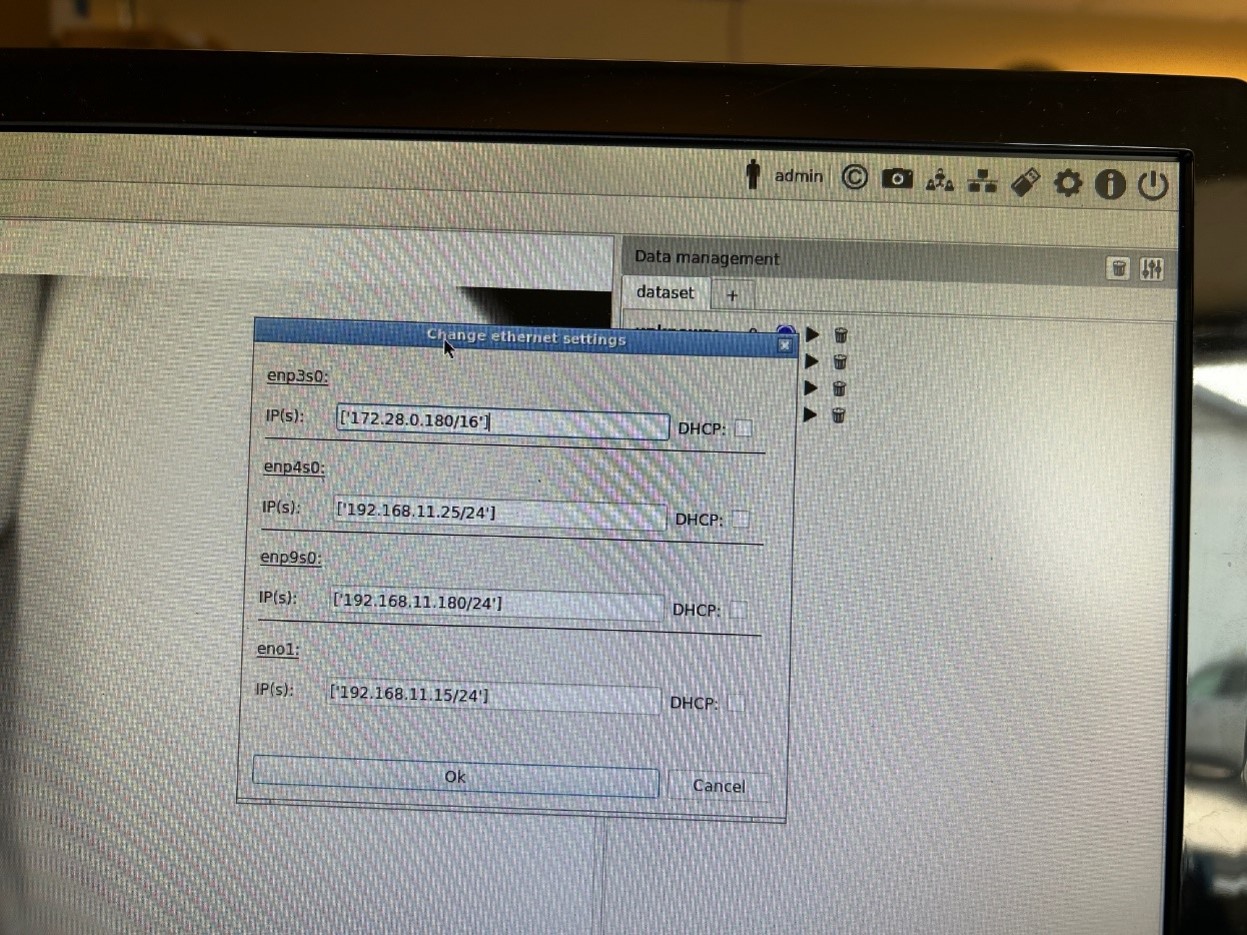 admin
Data management
dataset +
Change ethernet settings
enp3s0:
IP(s): ['172.28.0.180/16'] DHCP:
enp4s0:
IP(s): ['192.168.11.25/24'] DHCP:
enp9s0:
IP(s): ['192.168.11.180/24'] DHCP:
eno1:
IP(s): ['192.168.11.15/24'] DHCP:
Ok Cancel